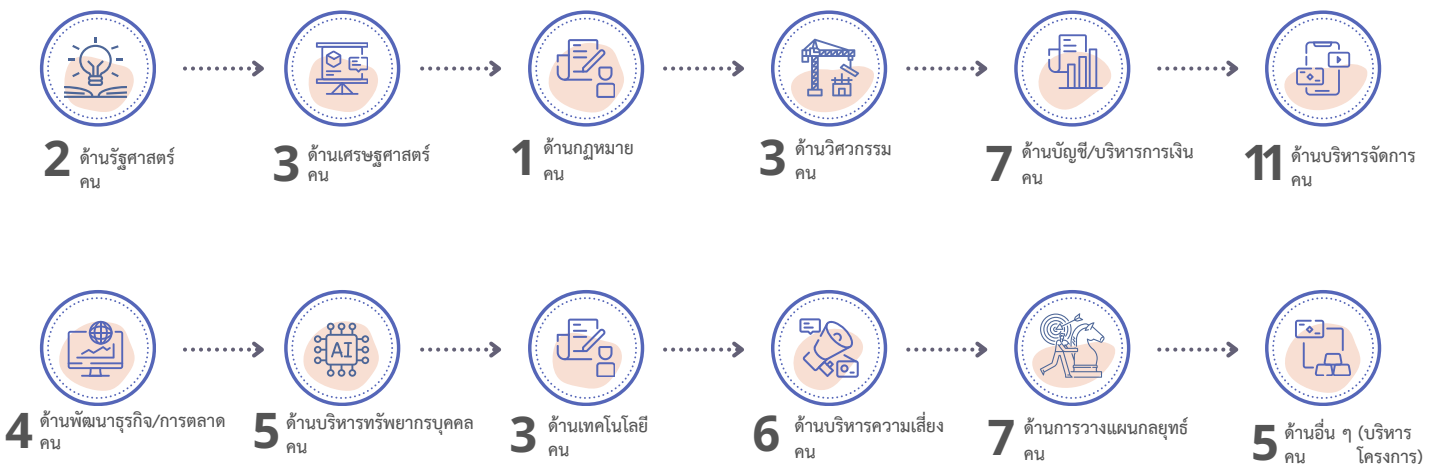 2 ด้านรัฐศาสตร์
คน
3 ด้านเศรษฐศาสตร์
คน
1 ด้านกฏหมาย
คน
3 ด้านวิศวกรรม
คน
7 ด้านบัญชี/บริหารการเงิน
คน
11 ด้านบริหารจัดการ
คน
4 ด้านพัฒนาธุรกิจ/การตลาด
คน
AI
5 ด้านบริหารทรัพยากรบุคคล
คน
3 ด้านเทคโนโลยี
คน
6 ด้านบริหารความเสี่ยง
คน
7 ด้านการวางแผนกลยุทธ์
คน
5 ด้านอื่น ๆ (บริหาร
คน โครงการ)